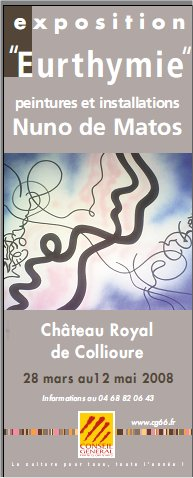 exposition
"Eurthymie"
peintures et installations
Nuno de Matos
Château Royal
de Collioure
28 mars au12 mai 2008
Informations au 04 68 82 06 43
www.cg66.fr
CONSEIL
GENERAL
La culture pour tous, toute l'année !